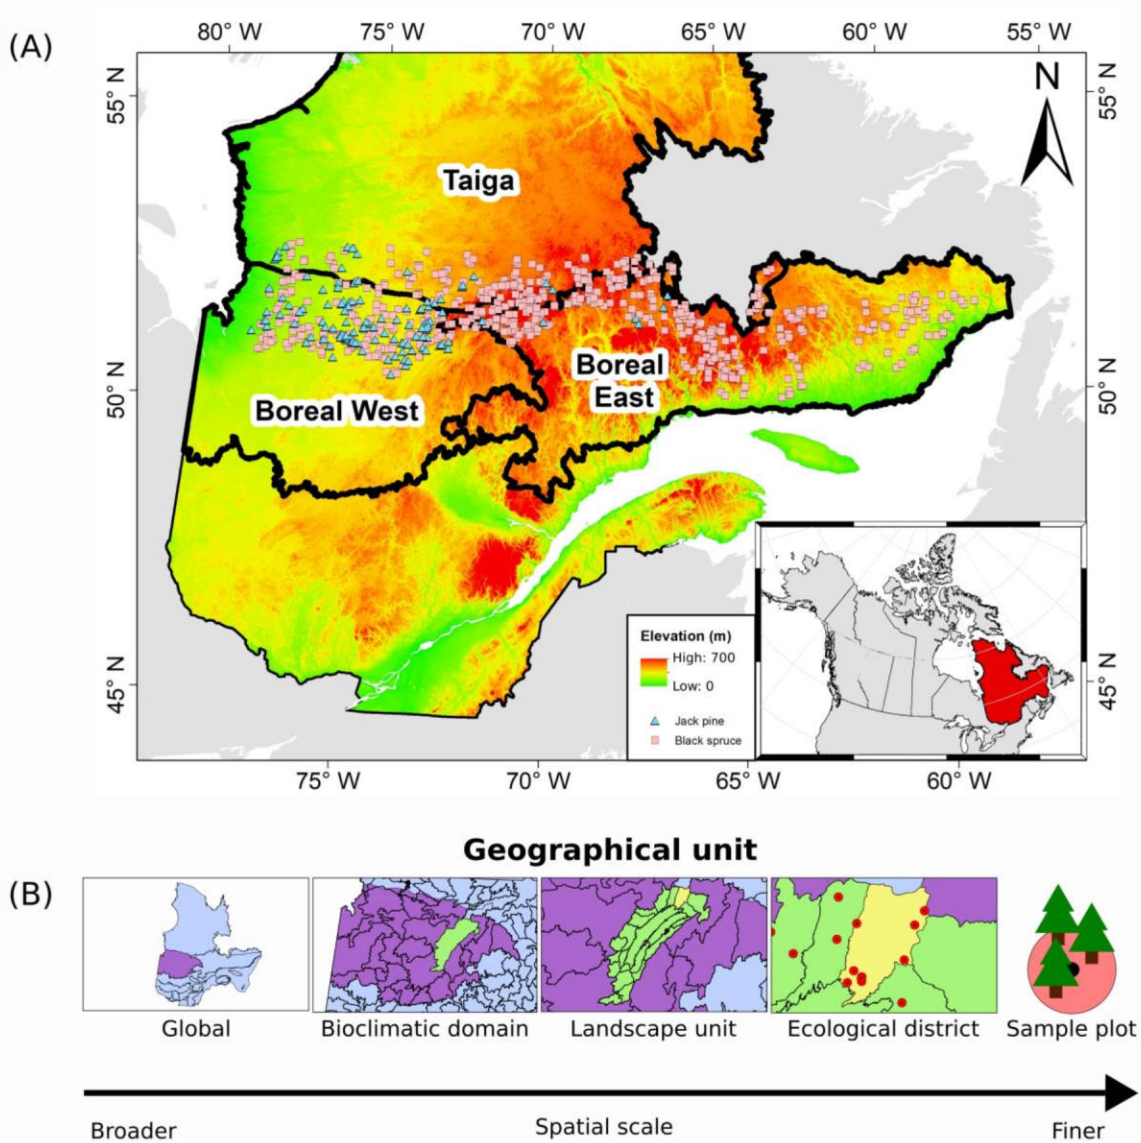 (A)
80° W 75° W 70° W 65° W 60° W 55° W
55° N
55° N
N
Taiga
Boreal
East
Boreal West
50° N
50° N
Elevation (m)
High: 700
Low: 0
Jack pine
Black spruce
45° N
45° N
75° W 70° W 65° W 60° W
Geographical unit
(B)
Global Bioclimatic domain Landscape unit Ecological district Sample plot
Broader Spatial scale Finer